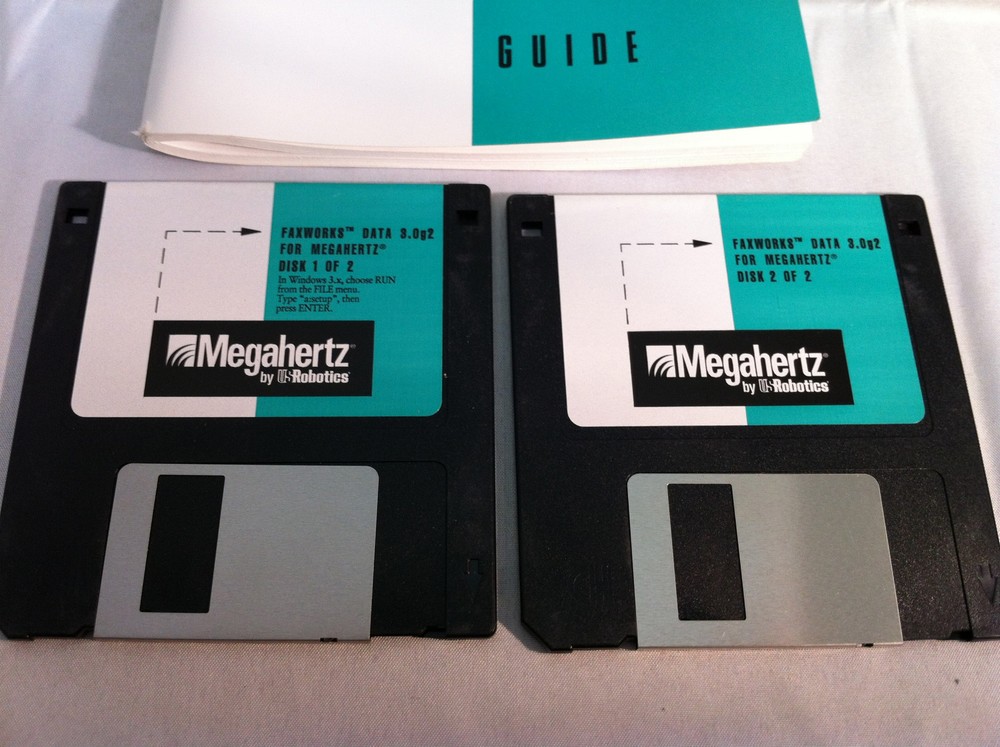 GUIDE
FAXWORKS™ DATA 3.0g2
FOR MEGAHERTZ®
DISK 1 OF 2
In Windows 3.x, choose RUN
from the FILE menu.
Type "a:setup", then
press ENTER.
Megahertz
by USRobotics
FAXWORKS™ DATA 3.0g2
FOR MEGAHERTZ®
DISK 2 OF 2
Megahertz®
by USRobotics